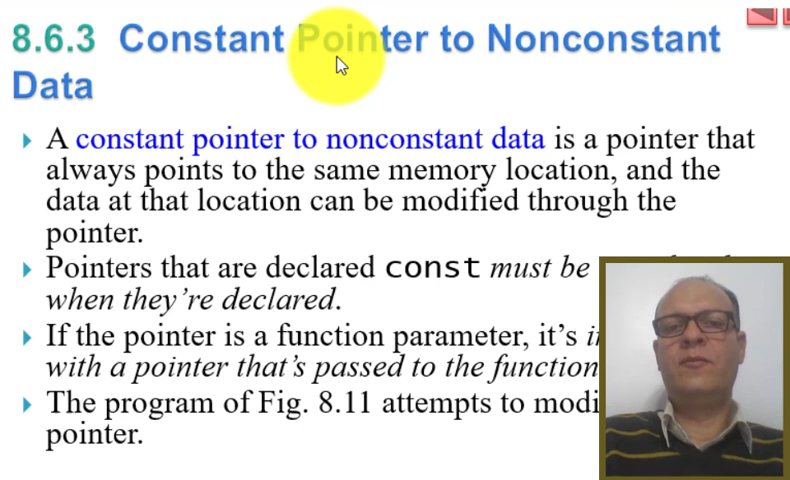 8.6.3 Constant Pointer to Nonconstant
Data
A constant pointer to nonconstant data is a pointer that
always points to the same memory location, and the
data at that location can be modified through the
pointer.
Pointers that are declared const must be
when they're declared.
If the pointer is a function parameter, it's
with a pointer that's passed to the function
The program of Fig. 8.11 attempts to
pointer.